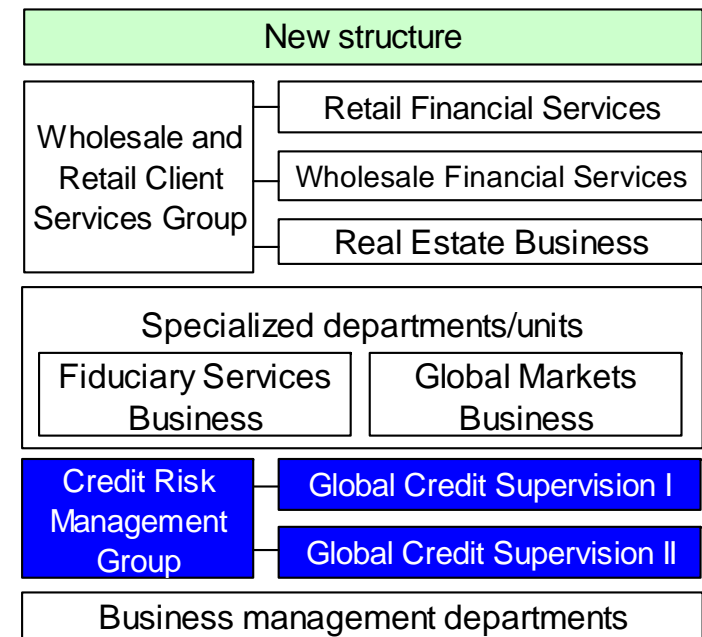 New structure
Wholesale and
Retail Client
Services Group
Retail Financial Services
Wholesale Financial Services
Real Estate Business
Specialized departments/units
Fiduciary Services
Business
Global Markets
Business
Credit Risk
Management
Group
Global Credit Supervision I
Global Credit Supervision II
Business management departments